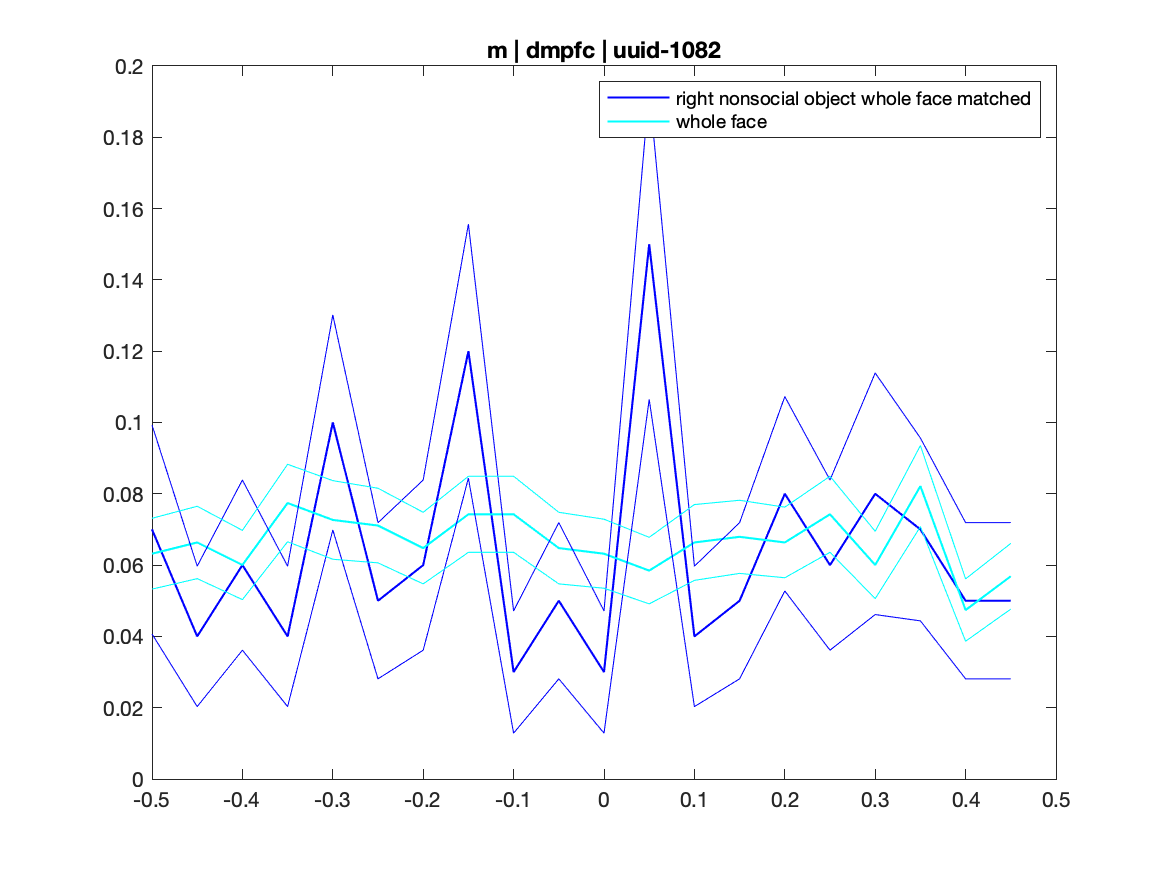 m | dmpfc | uuid-1082
right nonsocial object whole face matched
whole face
0.2
0.18
0.16
0.14
0.12
0.1
0.08
0.06
0.04
0.02
0
-0.5 -0.4 -0.3 -0.2 -0.1 0 0.1 0.2 0.3 0.4 0.5